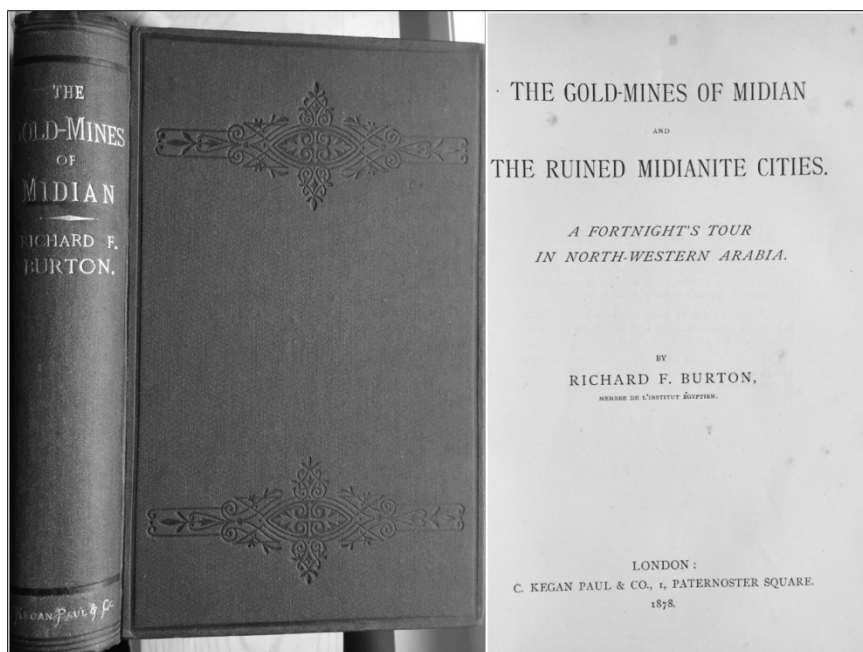 THE
GOLD-MINES
OF
MIDIAN
RICHARD F.
BURTON.
KEGAN PAUL & Co.
THE GOLD-MINES OF MIDIAN
AND
THE RUINED MIDIANITE CITIES.
A FORTNIGHT'S TOUR
IN NORTH-WESTERN ARABIA.
BY
RICHARD F. BURTON,
MEMBRE DE L'INSTITUT ÉGYPTIEN.
LONDON:
C. KEGAN PAUL & CO., 1, PATERNOSTER SQUARE.
1878.